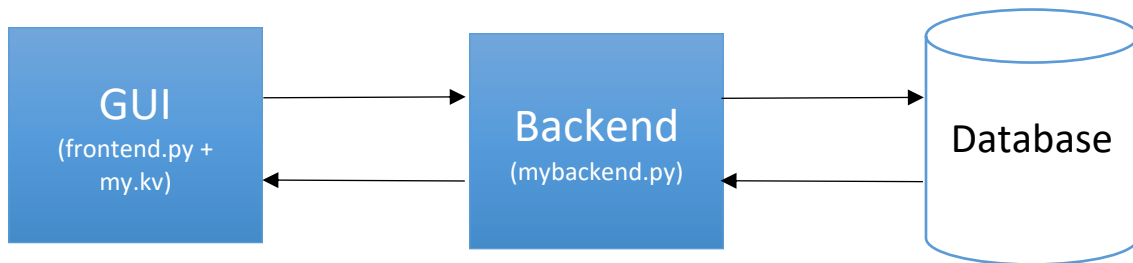 GUI
(frontend.py +
my.kv)
Backend
(mybackend.py)
Database